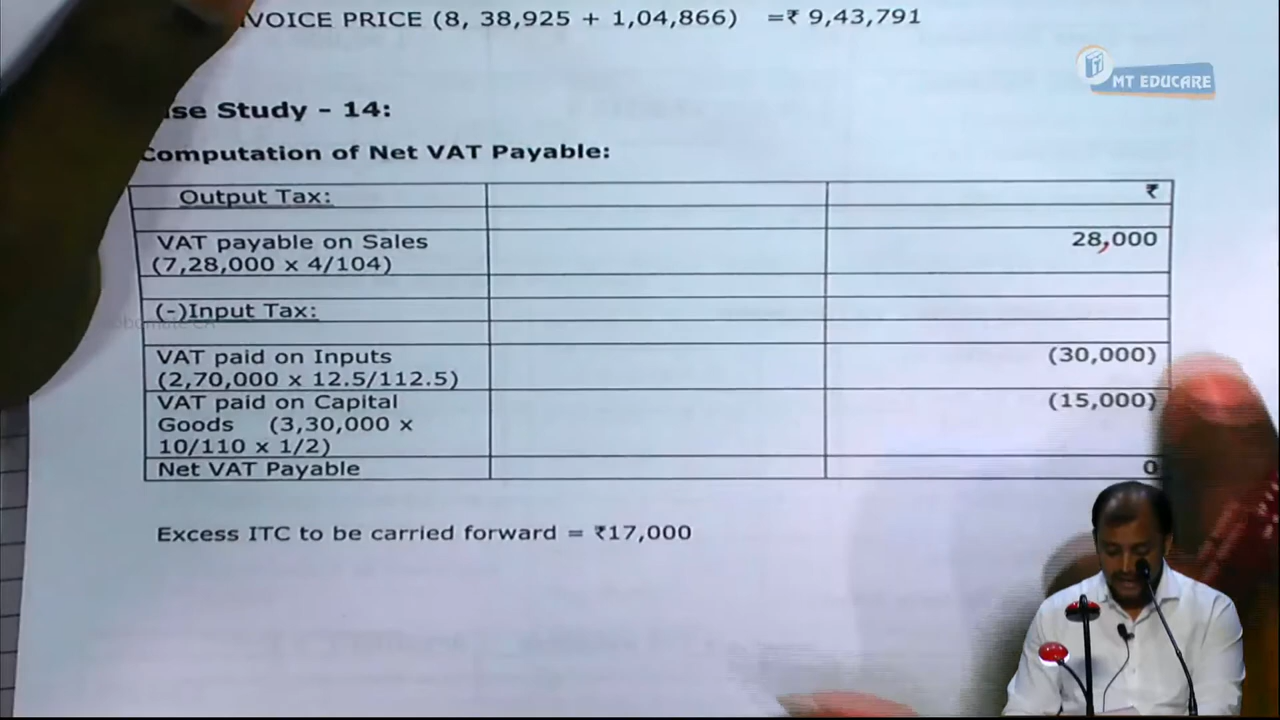 VOICE PRICE (8, 38,925 + 1,04,866) =₹ 9,43,791
MT EDUCARE
se Study - 14:
Computation of Net VAT Payable:
Output Tax: ₹
VAT payable on Sales 28,000
(7,28,000 x 4/104)
(-)Input Tax:
VAT paid on Inputs (30,000)
(2,70,000 x 12.5/112.5)
VAT paid on Capital (15,000)
Goods (3,30,000 x
10/110 x 1/2)
Net VAT Payable 0
Excess ITC to be carried forward = ₹17,000